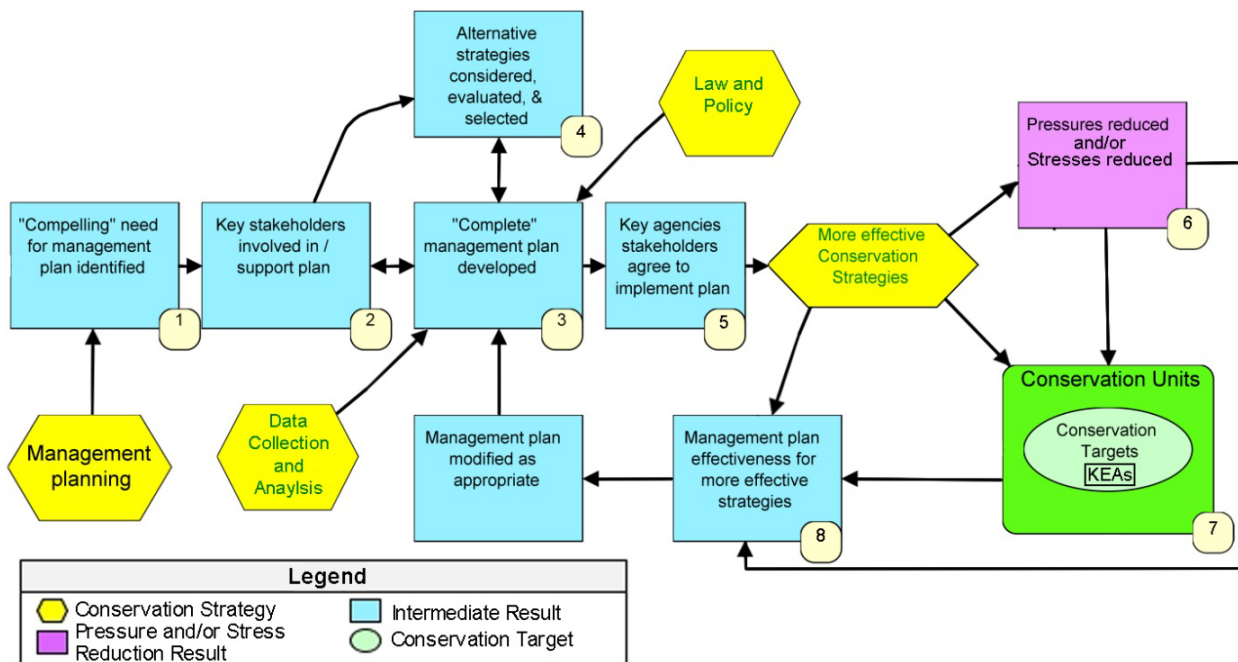 Alternative
strategies
considered,
evaluated, &
selected
4
Law and
Policy
Pressures reduced
and/or
Stresses reduced
6
"Compelling" need
for management
plan identified
1
Key stakeholders
involved in /
support plan
2
"Complete"
management plan
developed
3
Key agencies
stakeholders
agree to
implement plan
5
More effective
Conservation
Strategies
Management
planning
Data
Collection
and
Anaylsis
Management plan
modified as
appropriate
Management plan
effectiveness for
more effective
strategies
8
Conservation Units
Conservation
Targets
KEAs
7
Legend
Conservation Strategy
Pressure and/or Stress
Reduction Result
Intermediate Result
Conservation Target